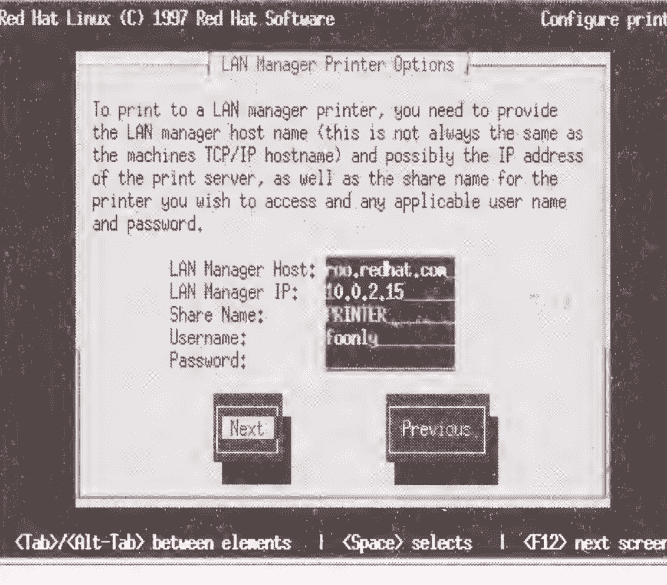 Red Hat Linux (C) 1997 Red Hat Software Configure print
LAN Manager Printer Options
To print to a LAN manager printer, you need to provide
the LAN manager host name (this is not always the same as
the machines TCP/IP hostname) and possibly the IP address
of the print server, as well as the share name for the
printer you wish to access and any applicable user name
and password.
LAN Manager Host: roo.redhat.com
LAN Manager IP: 10.0.2.15
Share Name: PRINTER
Username: foonly
Password:
Next Previous
<Tab>/<Alt-Tab> between elements | <Space> selects | <F12> next screen